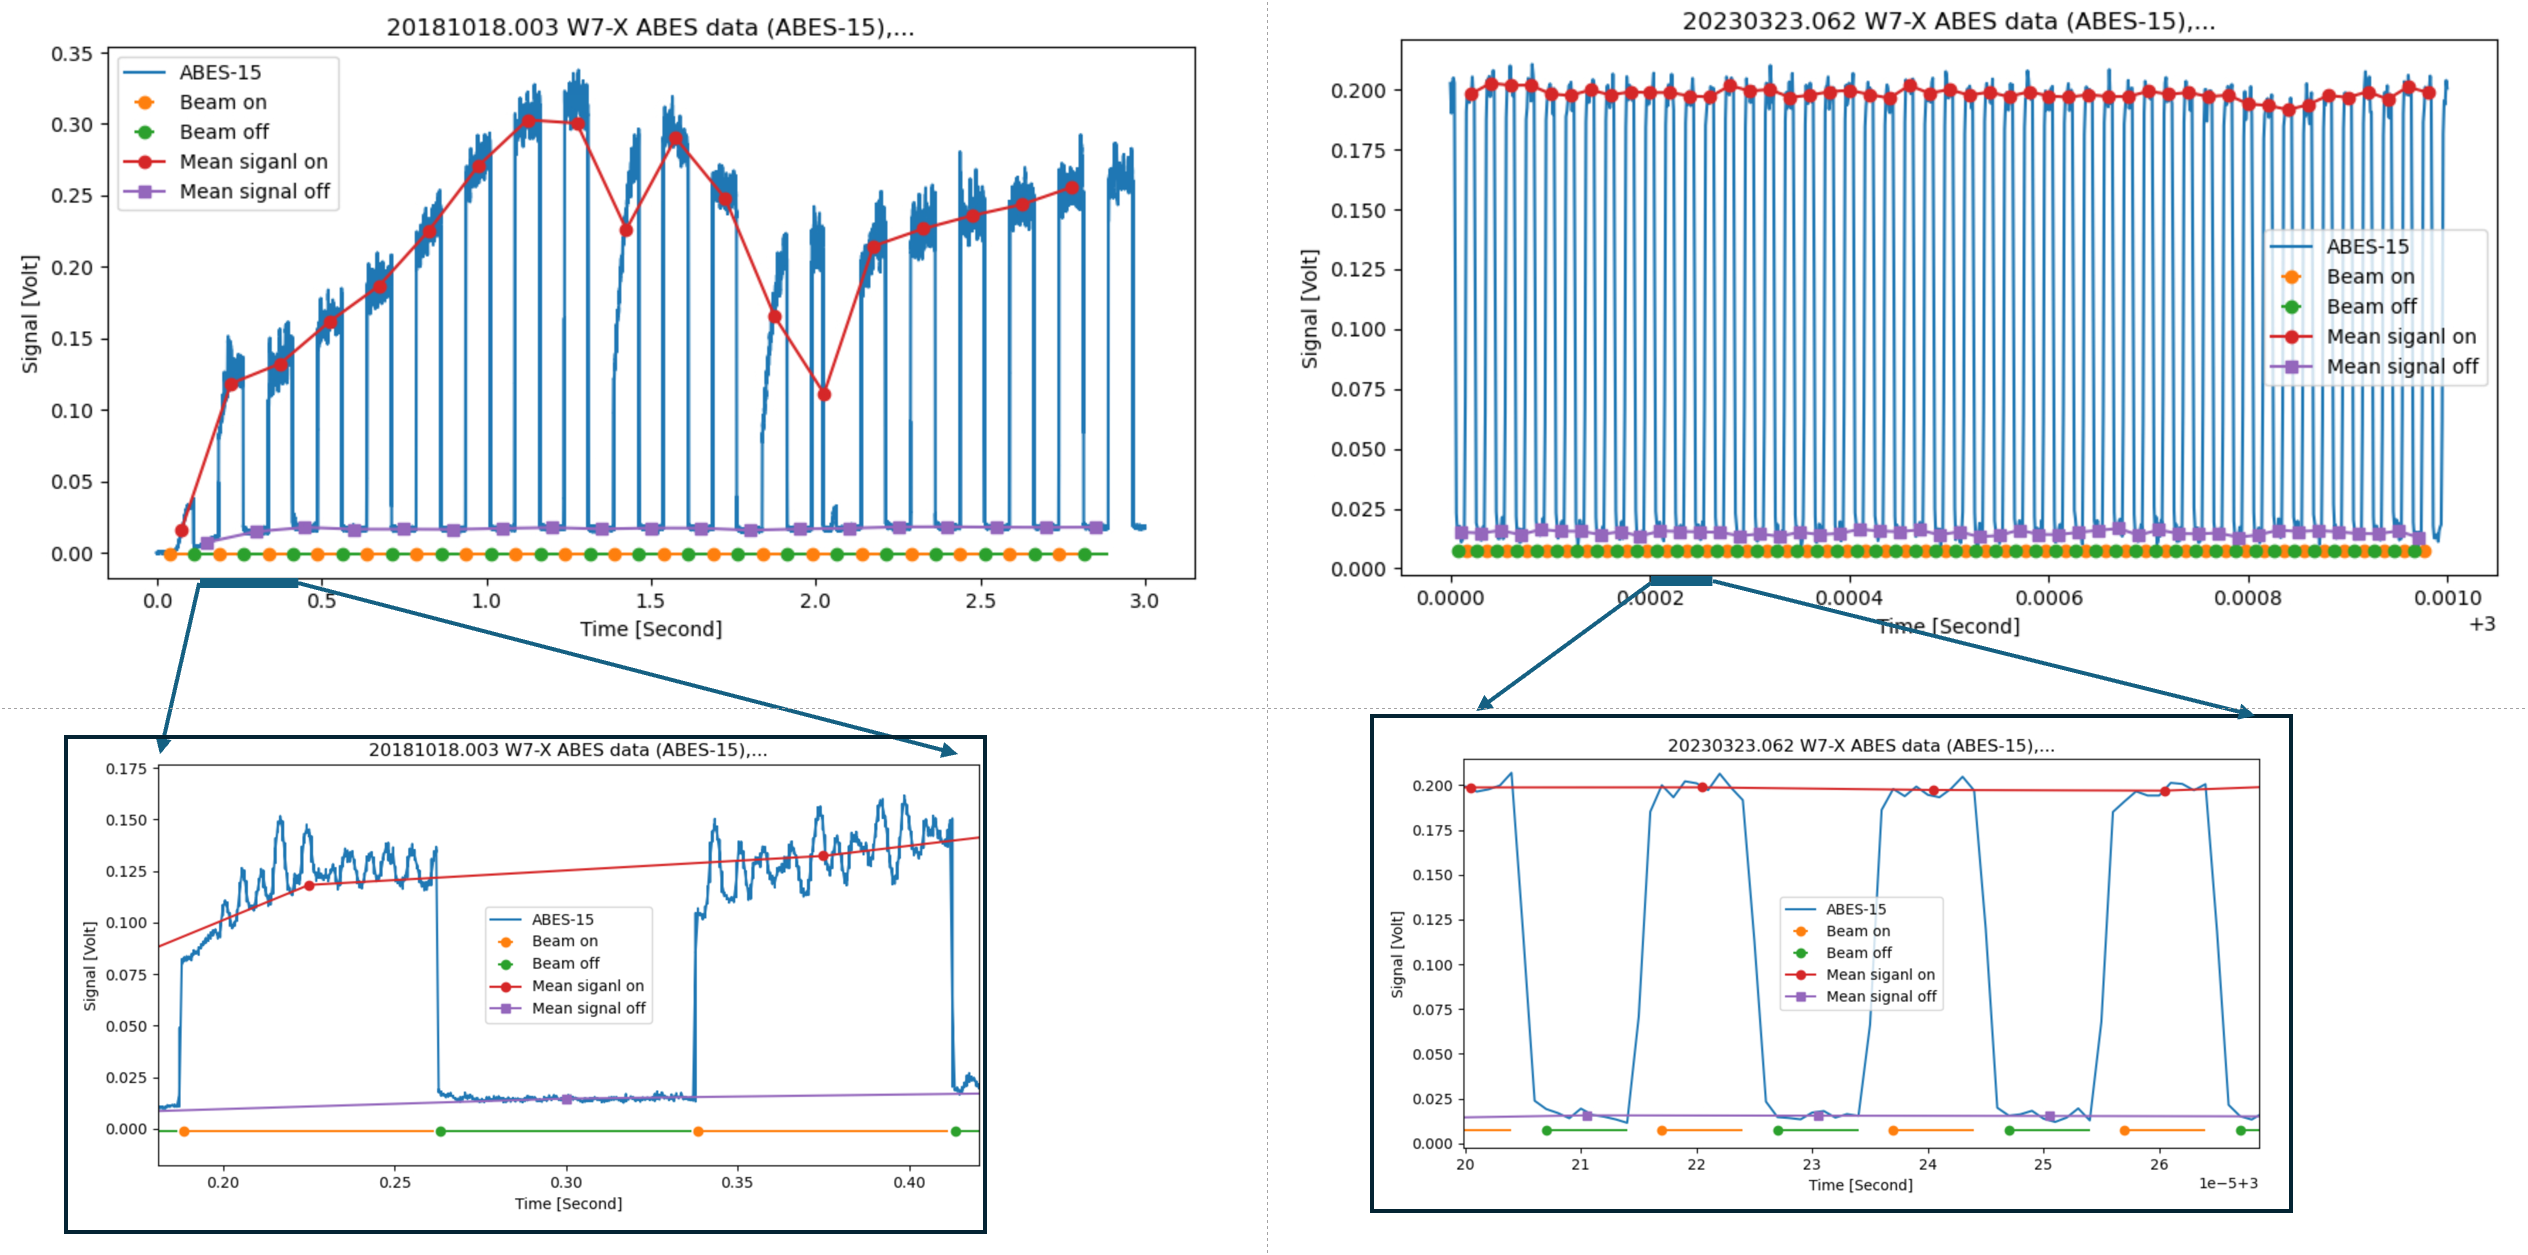 20181018.003 W7-X ABES data (ABES-15),...
0.35
0.30
0.25
0.20
0.15
0.10
0.05
0.00
Signal [Volt]
ABES-15
Beam on
Beam off
Mean siganl on
Mean signal off
0.0 0.5 1.0 1.5 2.0 2.5 3.0
Time [Second]
20230323.062 W7-X ABES data (ABES-15),...
0.200
0.175
0.150
0.125
0.100
0.075
0.050
0.025
0.000
Signal [Volt]
ABES-15
Beam on
Beam off
Mean siganl on
Mean signal off
0.0000 0.0002 0.0004 0.0006 0.0008 0.0010
Time [Second] +3
20181018.003 W7-X ABES data (ABES-15),...
0.175
0.150
0.125
0.100
0.075
0.050
0.025
0.000
Signal [Volt]
ABES-15
Beam on
Beam off
Mean siganl on
Mean signal off
0.20 0.25 0.30 0.35 0.40
Time [Second]
20230323.062 W7-X ABES data (ABES-15),...
0.200
0.175
0.150
0.125
0.100
0.075
0.050
0.025
0.000
Signal [Volt]
ABES-15
Beam on
Beam off
Mean siganl on
Mean signal off
20 21 22 23 24 25 26
Time [Second] 1e−5+3